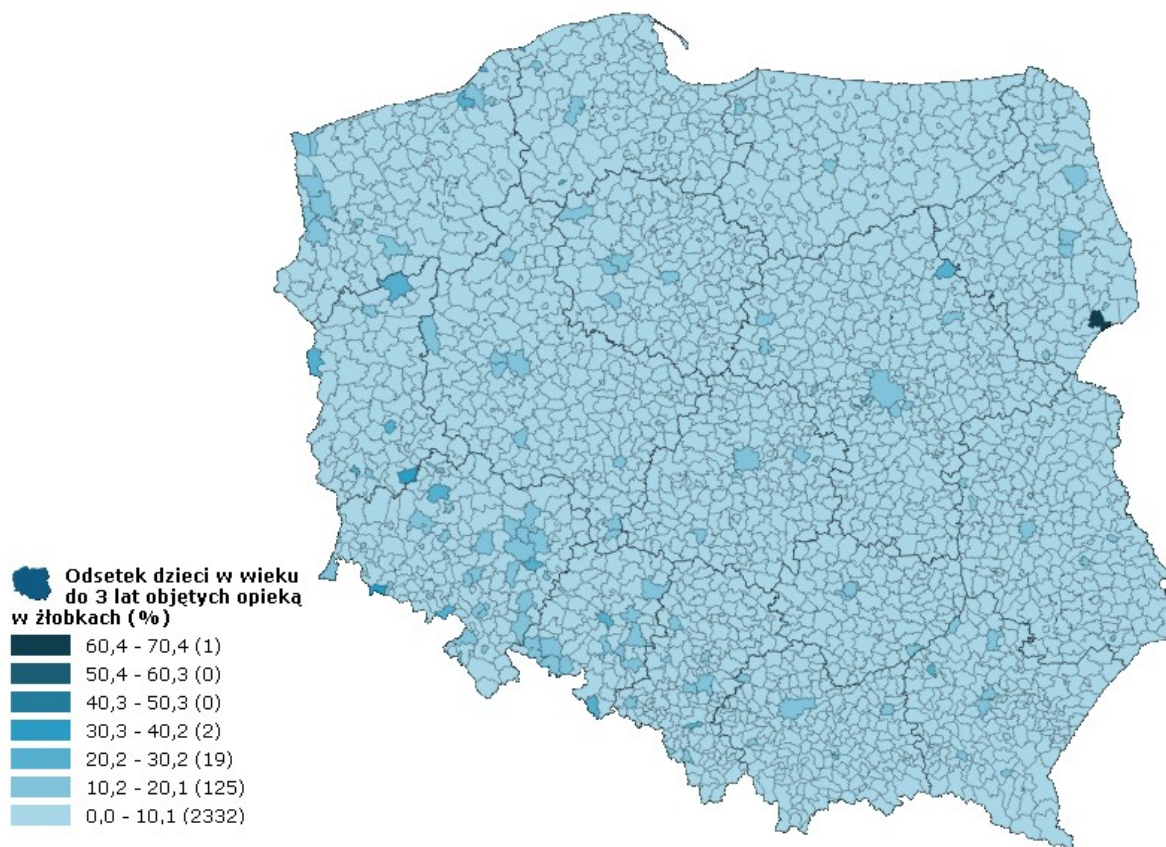 Odsetek dzieci w wieku
do 3 lat objętych opieką
w żłobkach (%)
60,4 - 70,4 (1)
50,4 - 60,3 (0)
40,3 - 50,3 (0)
30,3 - 40,2 (2)
20,2 - 30,2 (19)
10,2 - 20,1 (125)
0,0 - 10,1 (2332)